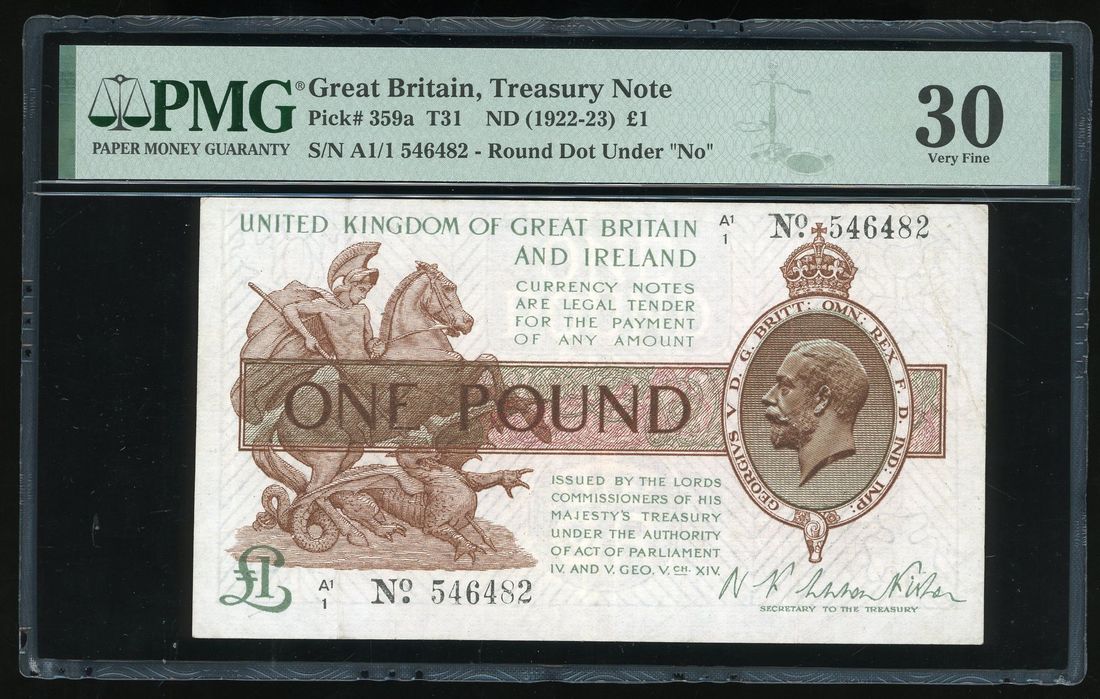 PMG®
PAPER MONEY GUARANTY
Great Britain, Treasury Note
Pick# 359a T31 ND (1922-23) £1
S/N A1/1 546482 - Round Dot Under "No"
30
Very Fine
UNITED KINGDOM OF GREAT BRITAIN
AND IRELAND
A1/1 No. 546482
CURRENCY NOTES
ARE LEGAL TENDER
FOR THE PAYMENT
OF ANY AMOUNT
GEORGIVS V D. G. BRITT: OMN: REX F. D. IND: IMP:
ONE POUND
ISSUED BY THE LORDS
COMMISSIONERS OF HIS
MAJESTY'S TREASURY
UNDER THE AUTHORITY
OF ACT OF PARLIAMENT
IV. AND V. GEO. V. CH. XIV.
£1
A1/1 No. 546482
SECRETARY TO THE TREASURY